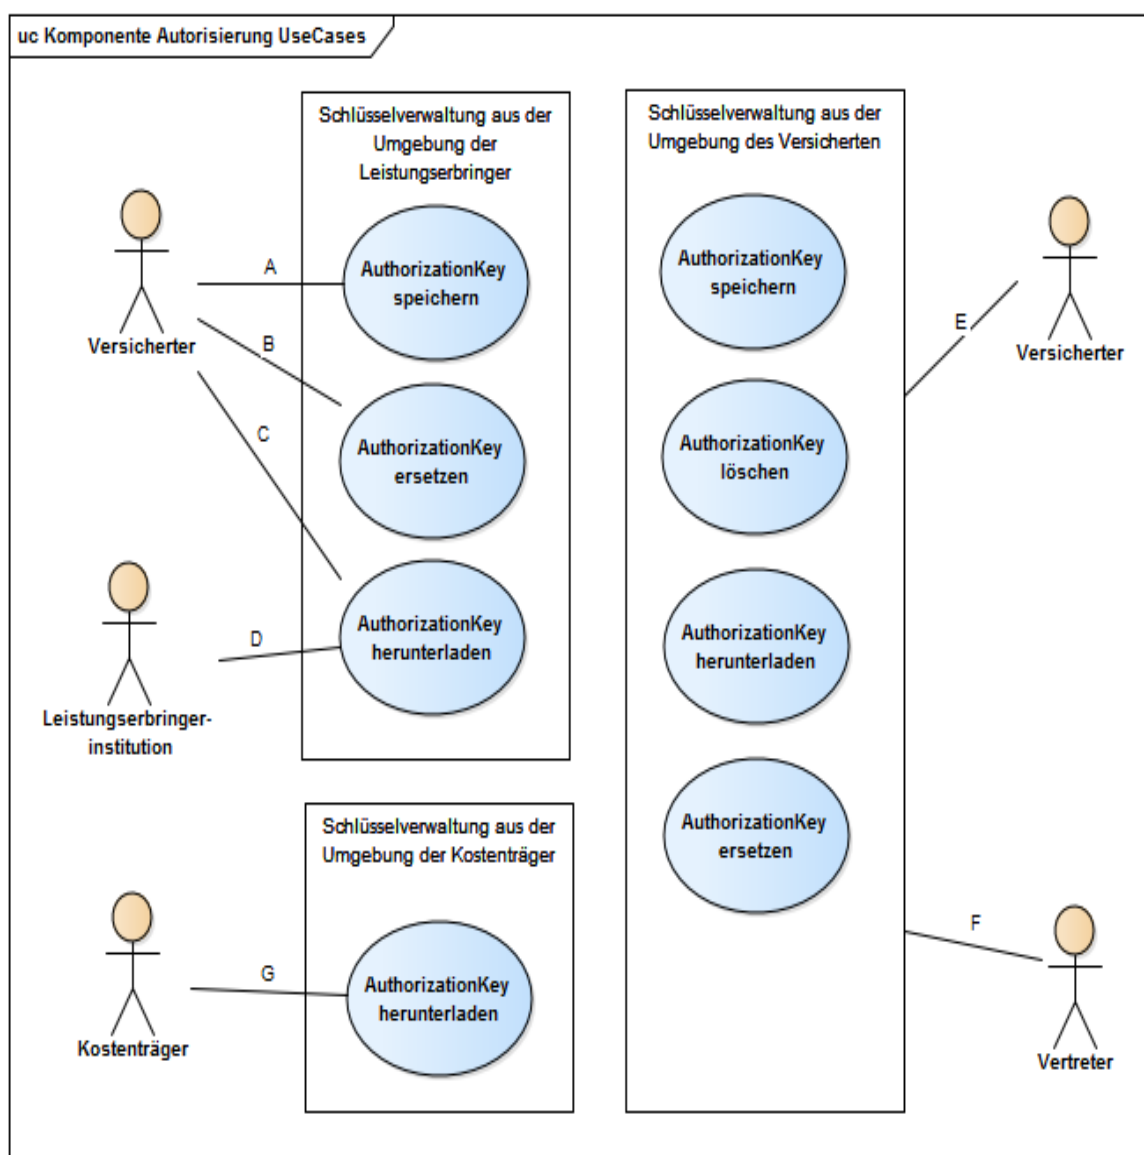 uc Komponente Autorisierung UseCases
Schlüsselverwaltung aus der
Umgebung der
Leistungserbringer
AuthorizationKey
speichern
AuthorizationKey
ersetzen
AuthorizationKey
herunterladen
Versicherter
A
B
C
Leistungserbringer-
institution
D
Schlüsselverwaltung aus der
Umgebung der Kostenträger
AuthorizationKey
herunterladen
Kostenträger
G
Schlüsselverwaltung aus der
Umgebung des Versicherten
AuthorizationKey
speichern
AuthorizationKey
löschen
AuthorizationKey
herunterladen
AuthorizationKey
ersetzen
E
Versicherter
F
Vertreter